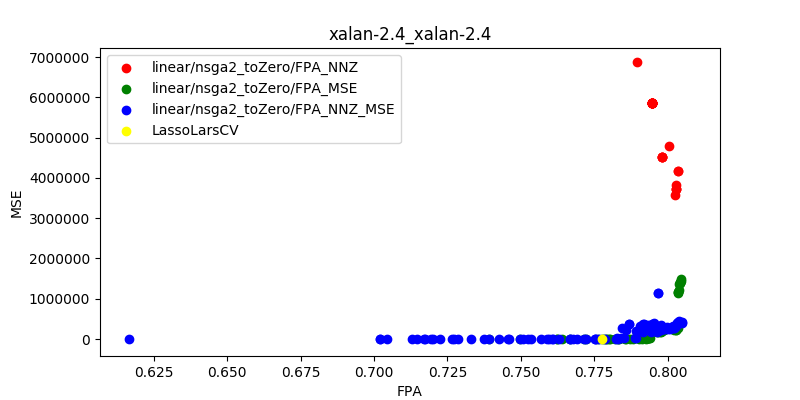 xalan-2.4_xalan-2.4
linear/nsga2_toZero/FPA_NNZ
linear/nsga2_toZero/FPA_MSE
linear/nsga2_toZero/FPA_NNZ_MSE
LassoLarsCV
MSE
7000000
6000000
5000000
4000000
3000000
2000000
1000000
0
0.625 0.650 0.675 0.700 0.725 0.750 0.775 0.800
FPA